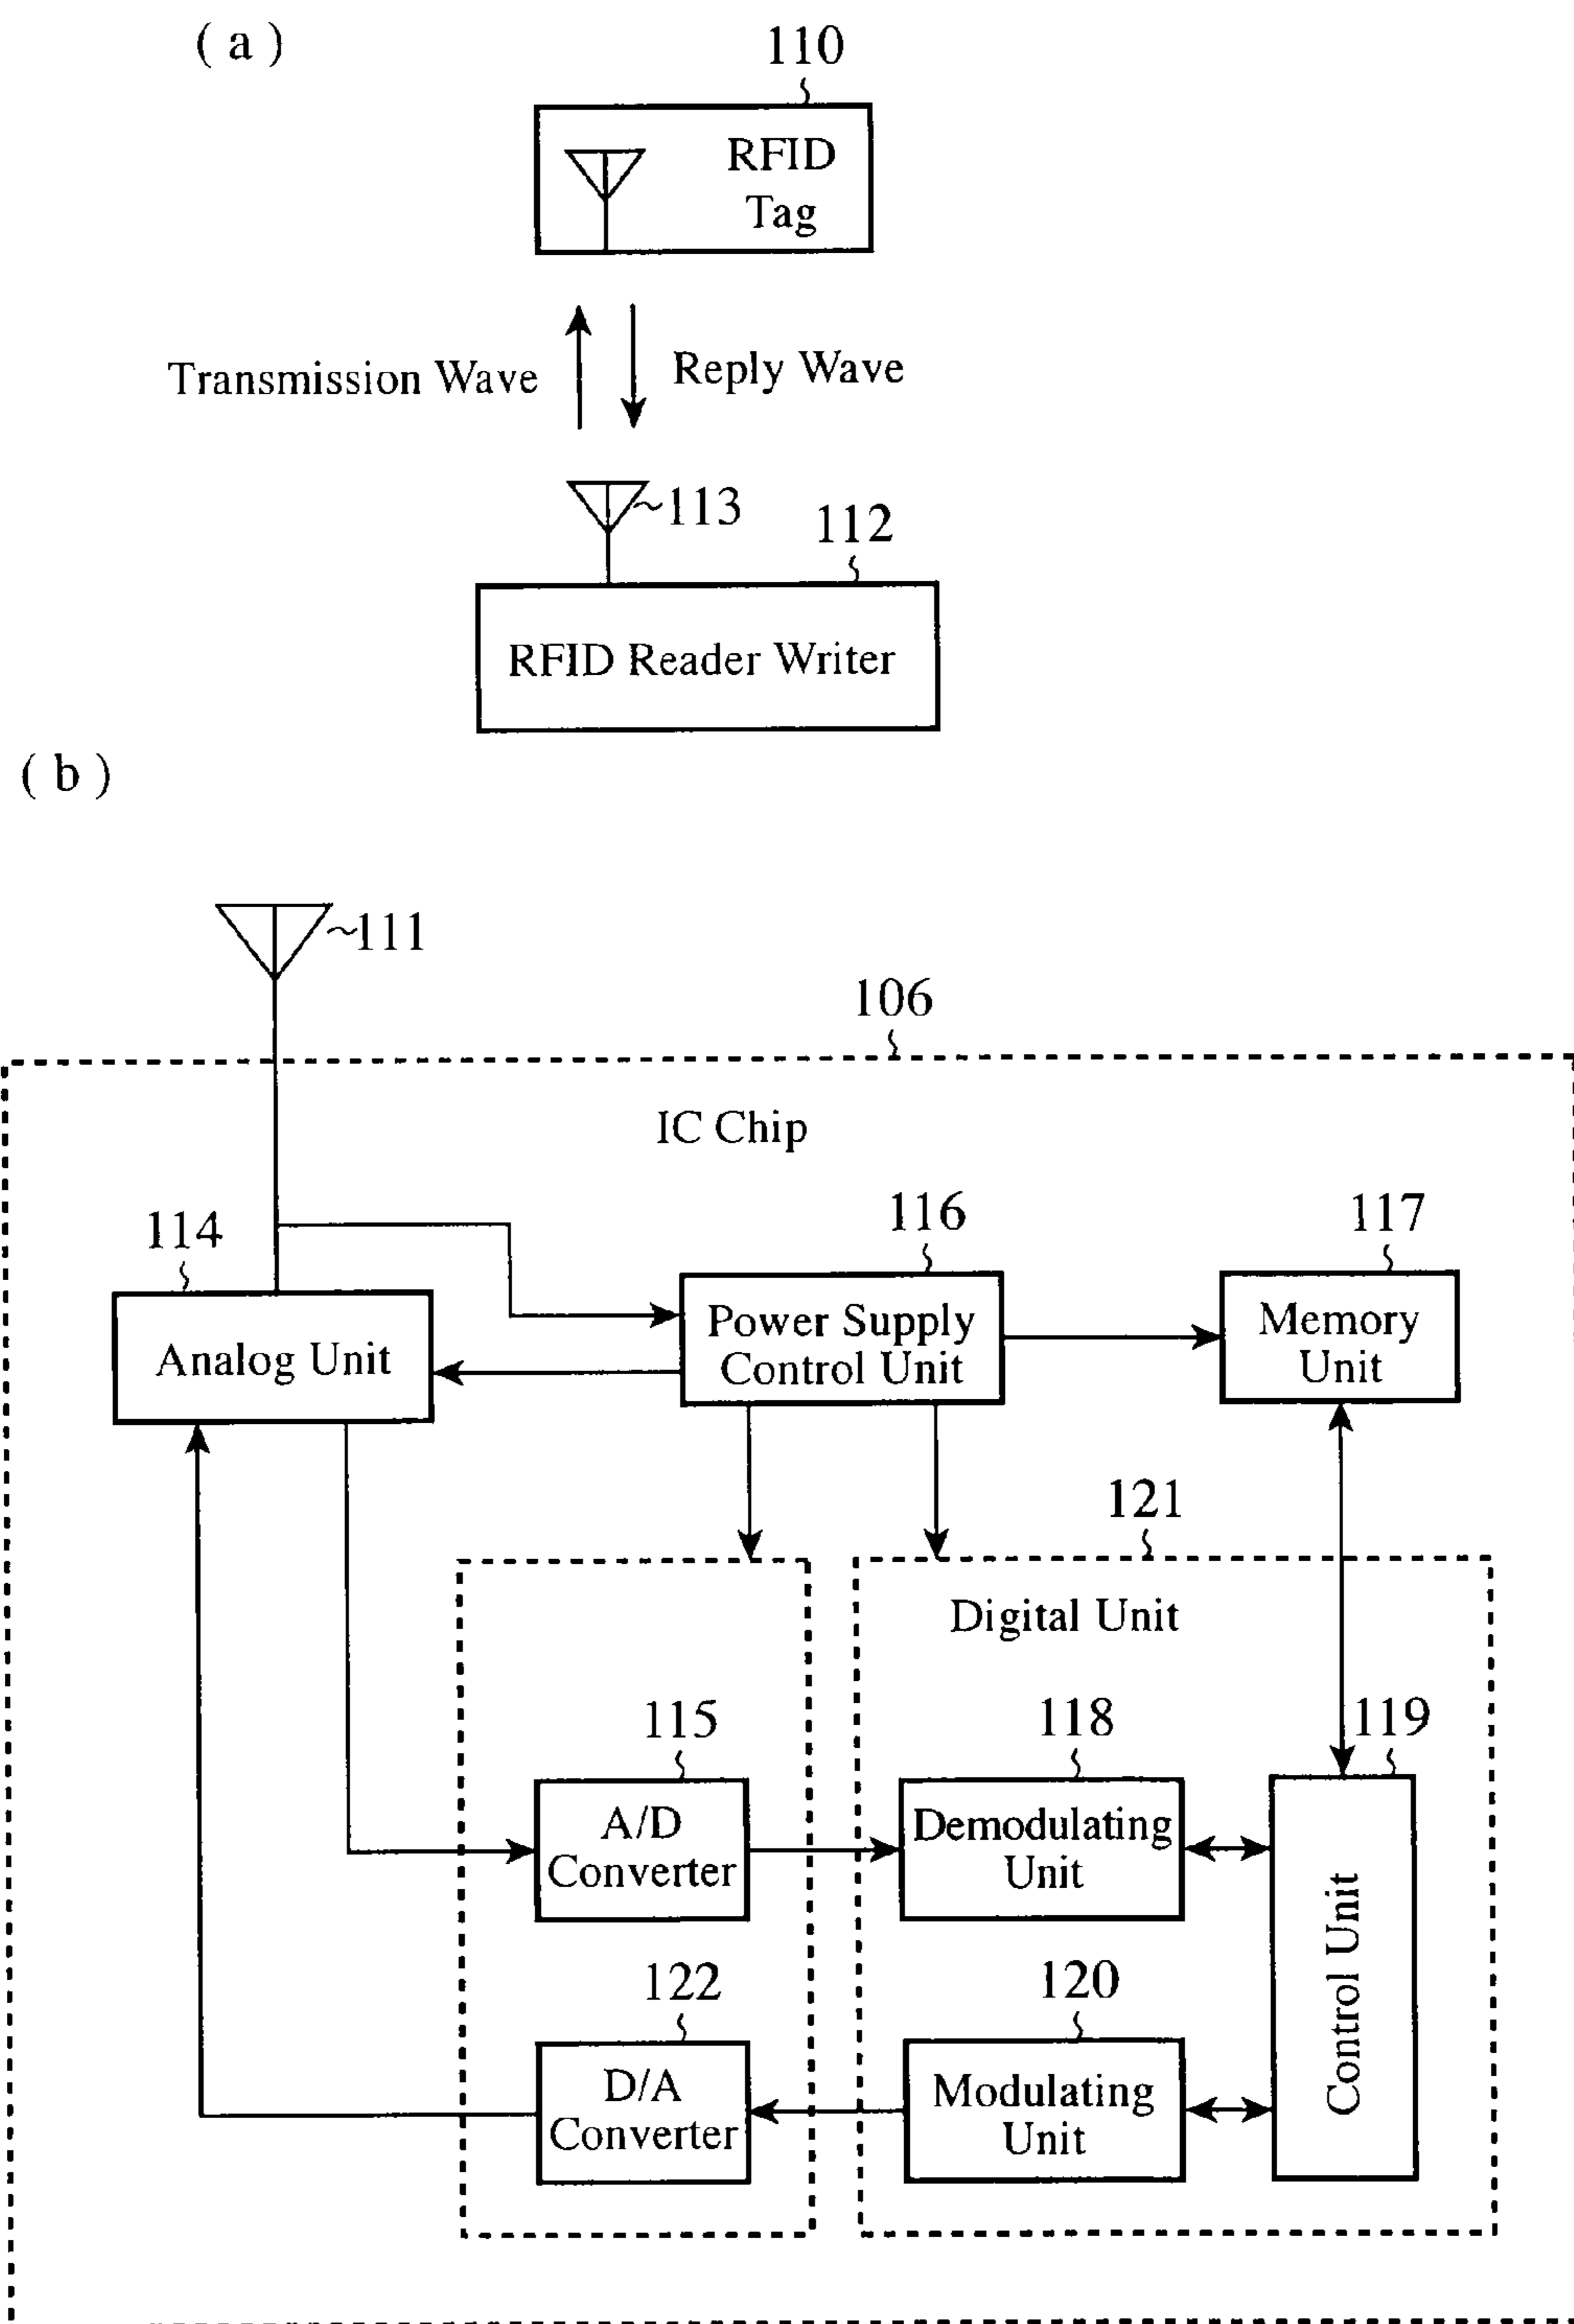 ( a )
110
RFID
Tag
Transmission Wave
Reply Wave
113
112
RFID Reader Writer
( b )
111
106
IC Chip
114
116
117
Analog Unit
Power Supply
Control Unit
Memory
Unit
121
Digital Unit
115
118
119
A/D
Converter
Demodulating
Unit
Control Unit
122
120
D/A
Converter
Modulating
Unit